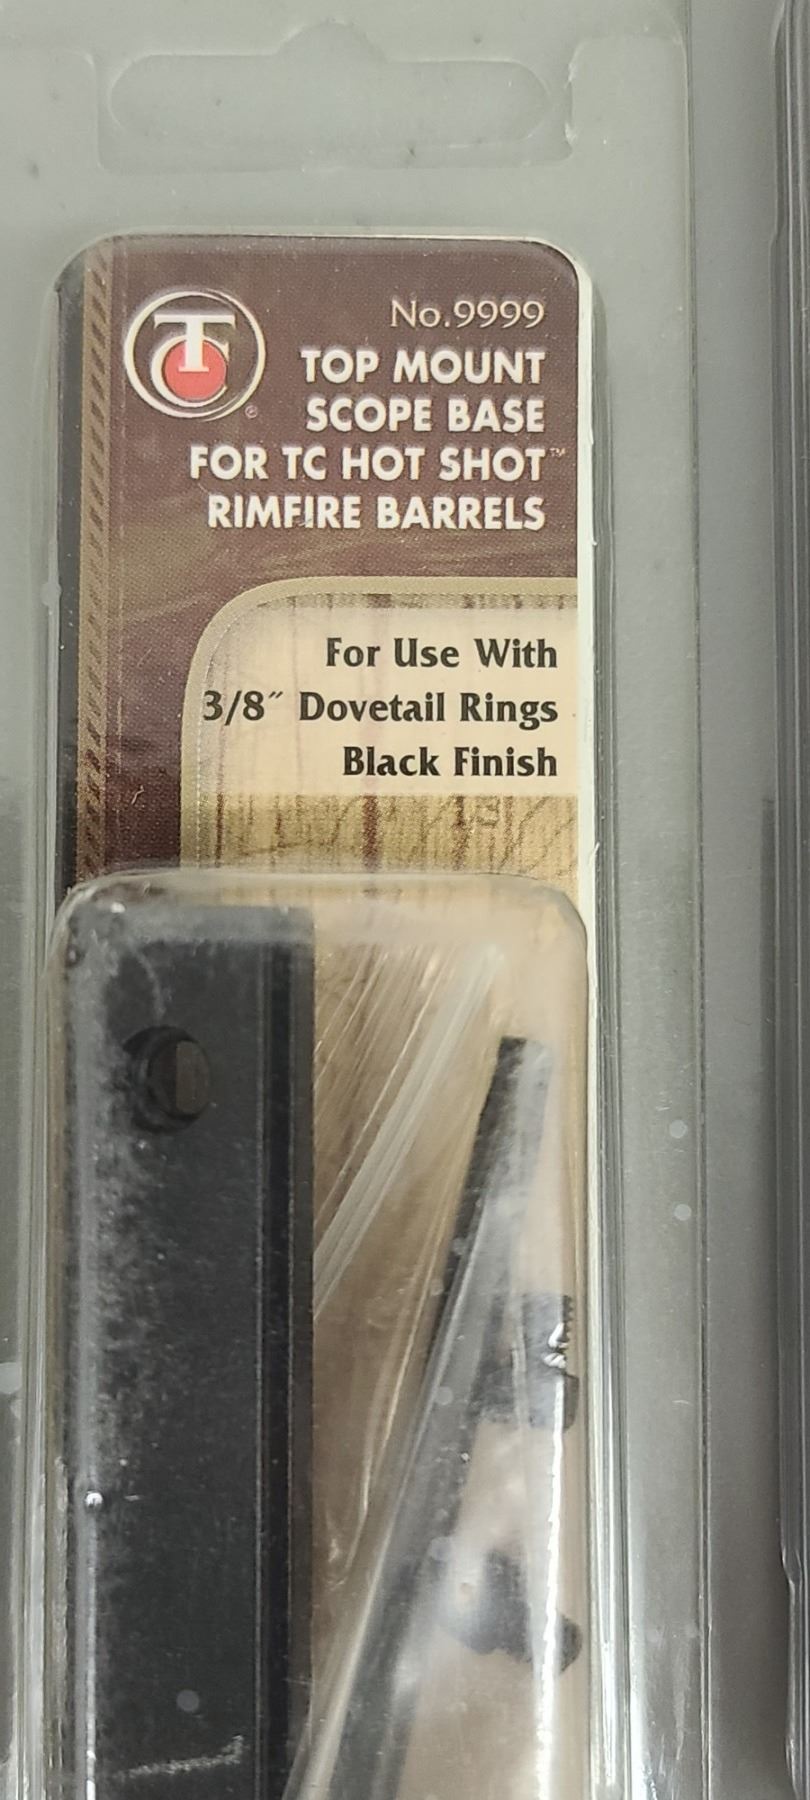 No.9999
TC
®
TOP MOUNT
SCOPE BASE
FOR TC HOT SHOT™
RIMFIRE BARRELS
For Use With
3/8″ Dovetail Rings
Black Finish